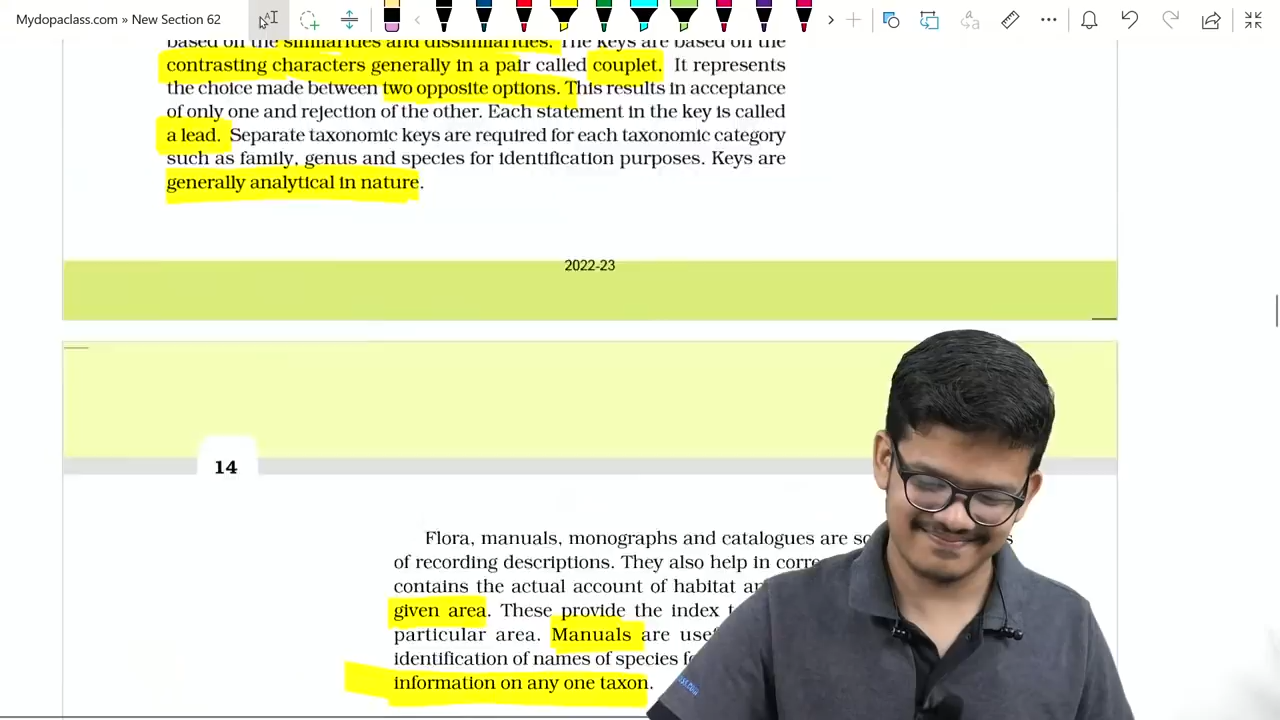 Mydopaclass.com » New Section 62
based on the similarities and dissimilarities. The keys are based on the
contrasting characters generally in a pair called couplet. It represents
the choice made between two opposite options. This results in acceptance
of only one and rejection of the other. Each statement in the key is called
a lead. Separate taxonomic keys are required for each taxonomic category
such as family, genus and species for identification purposes. Keys are
generally analytical in nature.
2022-23
14
Flora, manuals, monographs and catalogues are
of recording descriptions. They also help in
contains the actual account of habitat
given area. These provide the index
particular area. Manuals are
identification of names of species
information on any one taxon.